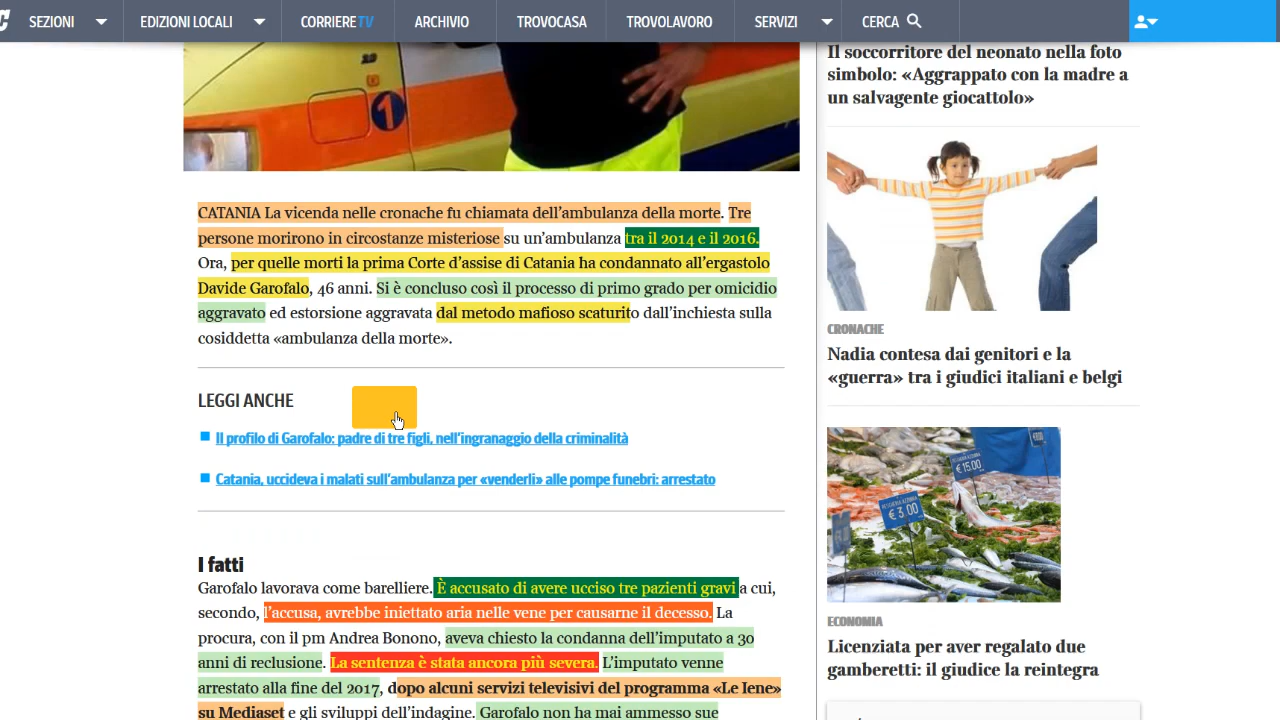 C SEZIONI EDIZIONI LOCALI CORRIERETV ARCHIVIO TROVOCASA TROVOLAVORO SERVIZI CERCA
1
CATANIA La vicenda nelle cronache fu chiamata dell'ambulanza della morte. Tre
persone morirono in circostanze misteriose su un'ambulanza tra il 2014 e il 2016.
Ora, per quelle morti la prima Corte d'assise di Catania ha condannato all'ergastolo
Davide Garofalo, 46 anni. Si è concluso così il processo di primo grado per omicidio
aggravato ed estorsione aggravata dal metodo mafioso scaturito dall'inchiesta sulla
cosiddetta «ambulanza della morte».
LEGGI ANCHE
Il profilo di Garofalo: padre di tre figli, nell'ingranaggio della criminalità
Catania, uccideva i malati sull'ambulanza per «venderli» alle pompe funebri: arrestato
I fatti
Garofalo lavorava come barelliere. È accusato di avere ucciso tre pazienti gravi a cui,
secondo, l'accusa, avrebbe iniettato aria nelle vene per causarne il decesso. La
procura, con il pm Andrea Bonono, aveva chiesto la condanna dell'imputato a 30
anni di reclusione. La sentenza è stata ancora più severa. L'imputato venne
arrestato alla fine del 2017, dopo alcuni servizi televisivi del programma «Le Iene»
su Mediaset e gli sviluppi dell'indagine. Garofalo non ha mai ammesso sue
Il soccorritore del neonato nella foto
simbolo: «Aggrappato con la madre a
un salvagente giocattolo»
CRONACHE
Nadia contesa dai genitori e la
«guerra» tra i giudici italiani e belgi
€ 15.00
€ 3.00
ECONOMIA
Licenziata per aver regalato due
gamberetti: il giudice la reintegra